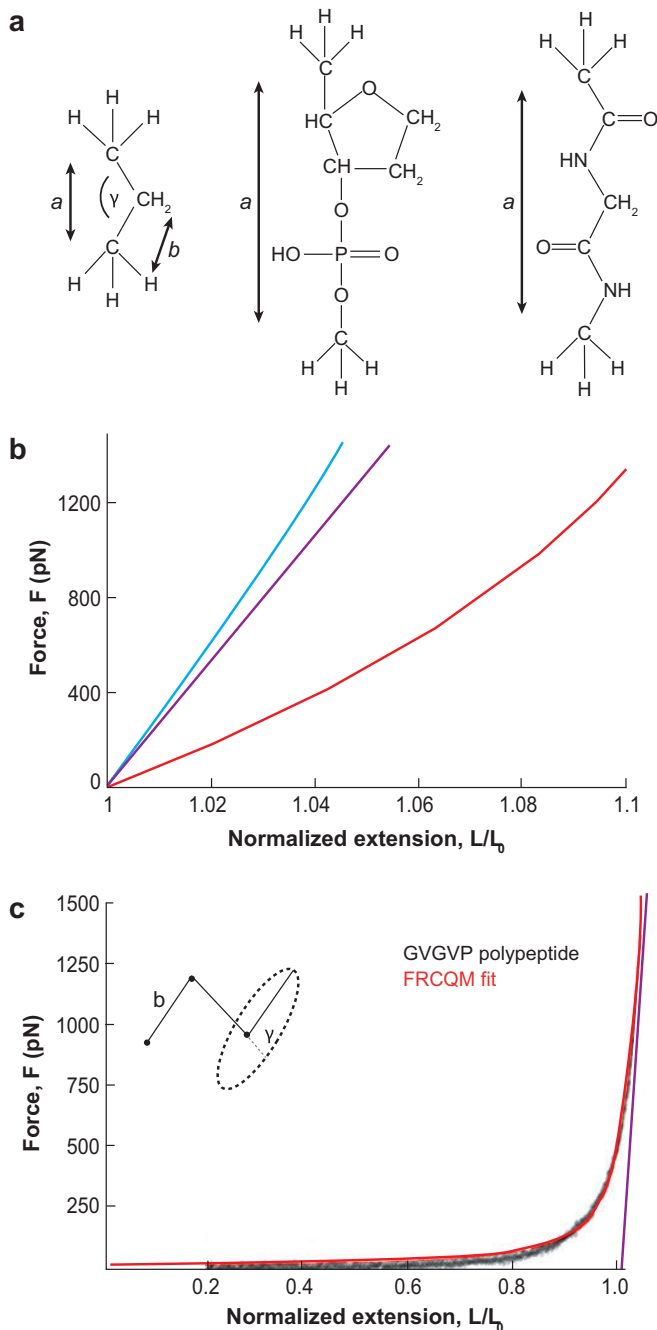 a
H
H H H
H H O
H H H H
C C C
C HC CH₂ C=O
a γ CH₂ a CH CH₂ HN
C b O a CH₂
H H HO P O O=C
H O NH
C C
H H H H
H H
b
1200
800
400
0
Force, F (pN)
1 1.02 1.04 1.06 1.08 1.1
Normalized extension, L/L₀
c
1500
1250
1000
750
500
250
Force, F (pN)
b
γ
GVGVP polypeptide
FRCQM fit
0.2 0.4 0.6 0.8 1.0
Normalized extension, L/L₀